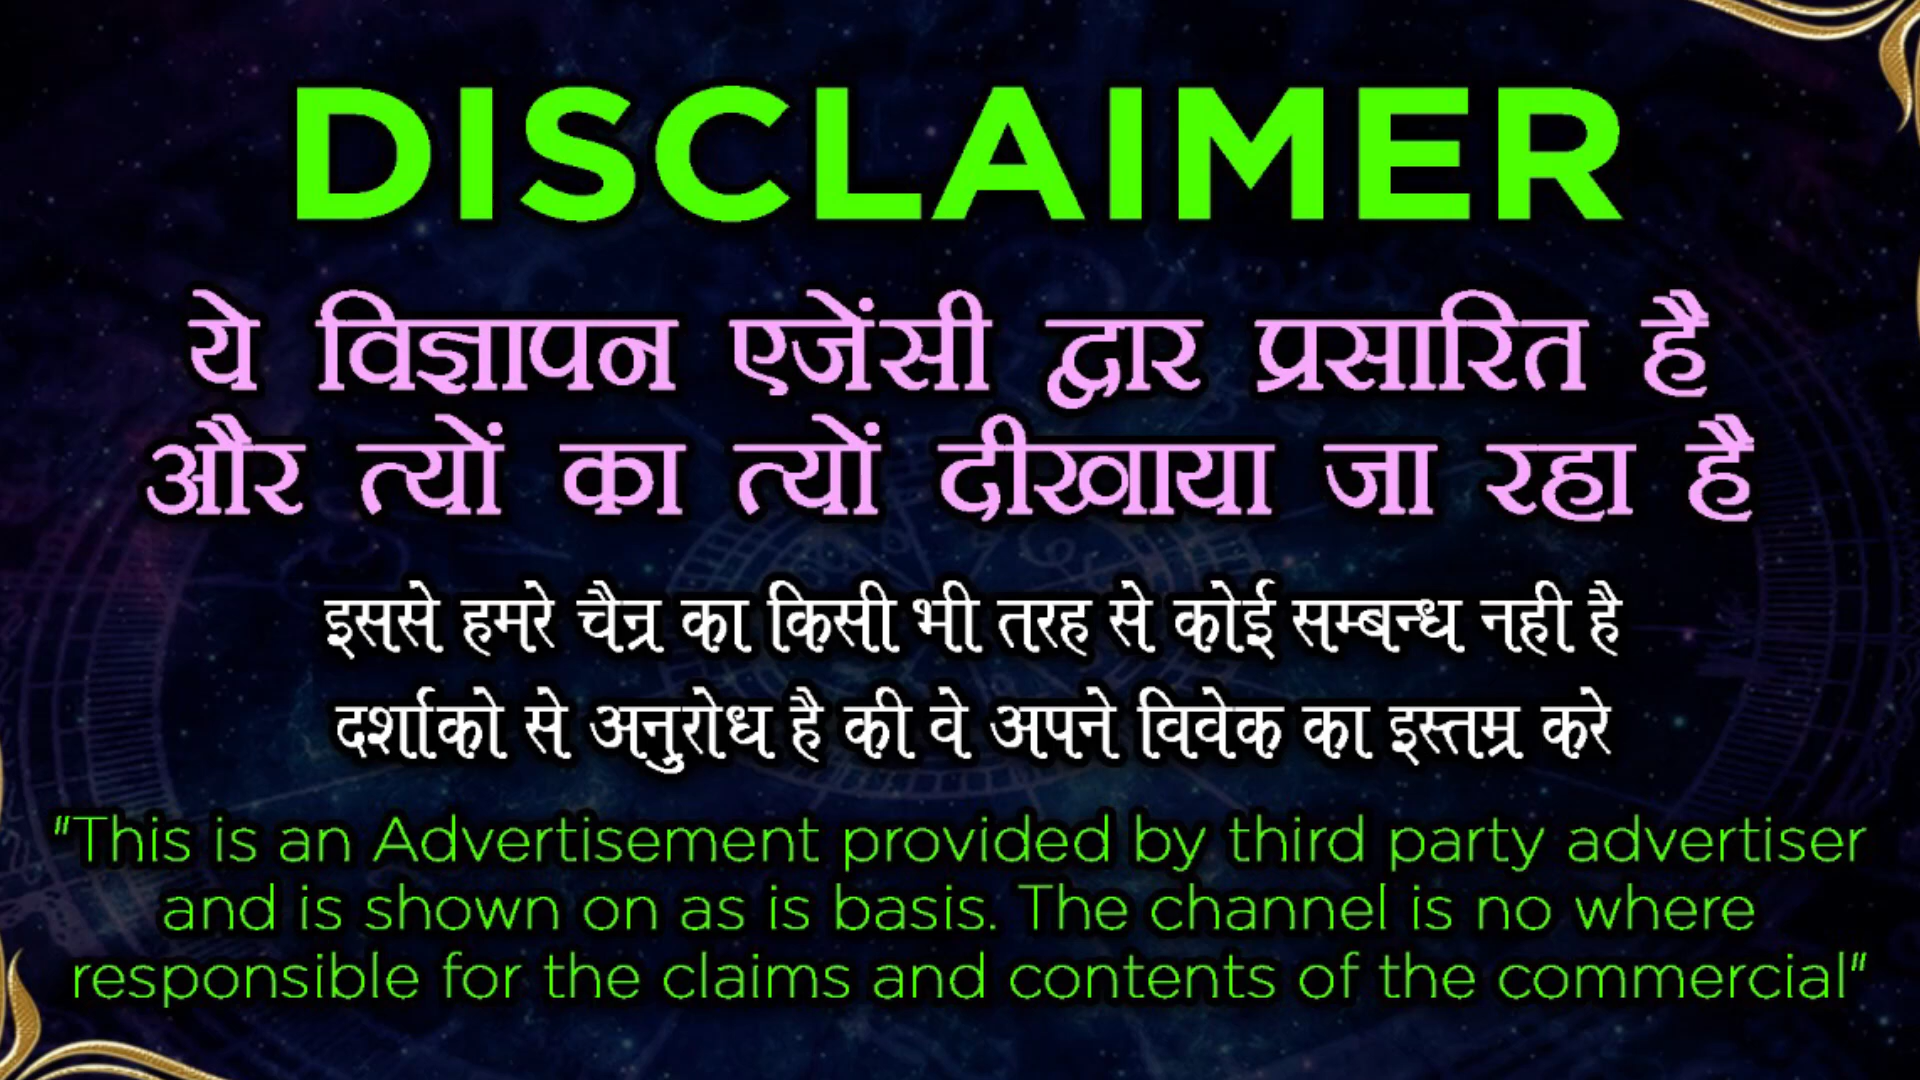 DISCLAIMER
ये विज्ञापन एजेंसी द्वार प्रसारित है
और त्यों का त्यों दीखाया जा रहा है
इससे हमरे चैन्र का किसी भी तरह से कोई सम्बन्ध नही है
दर्शाको से अनुरोध है की वे अपने विवेक का इस्तम्र करे
"This is an Advertisement provided by third party advertiser
and is shown on as is basis. The channel is no where
responsible for the claims and contents of the commercial"